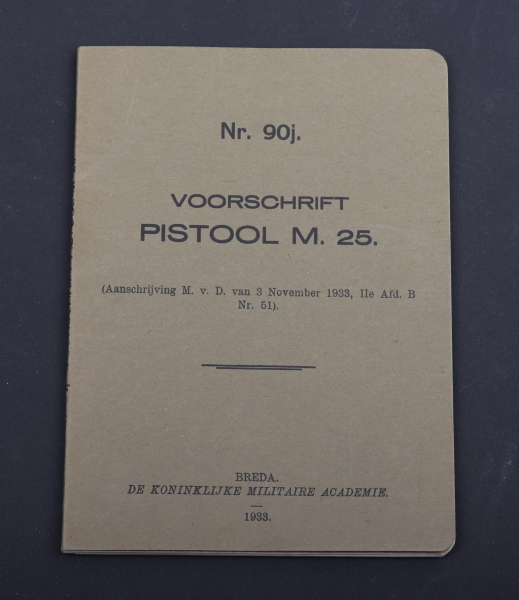 Nr. 90j.
VOORSCHRIFT
PISTOOL M. 25.
(Aanschrijving M. v. D. van 3 November 1933, IIe Afd. B
Nr. 51).
BREDA.
DE KONINKLIJKE MILITAIRE ACADEMIE.
—
1933.